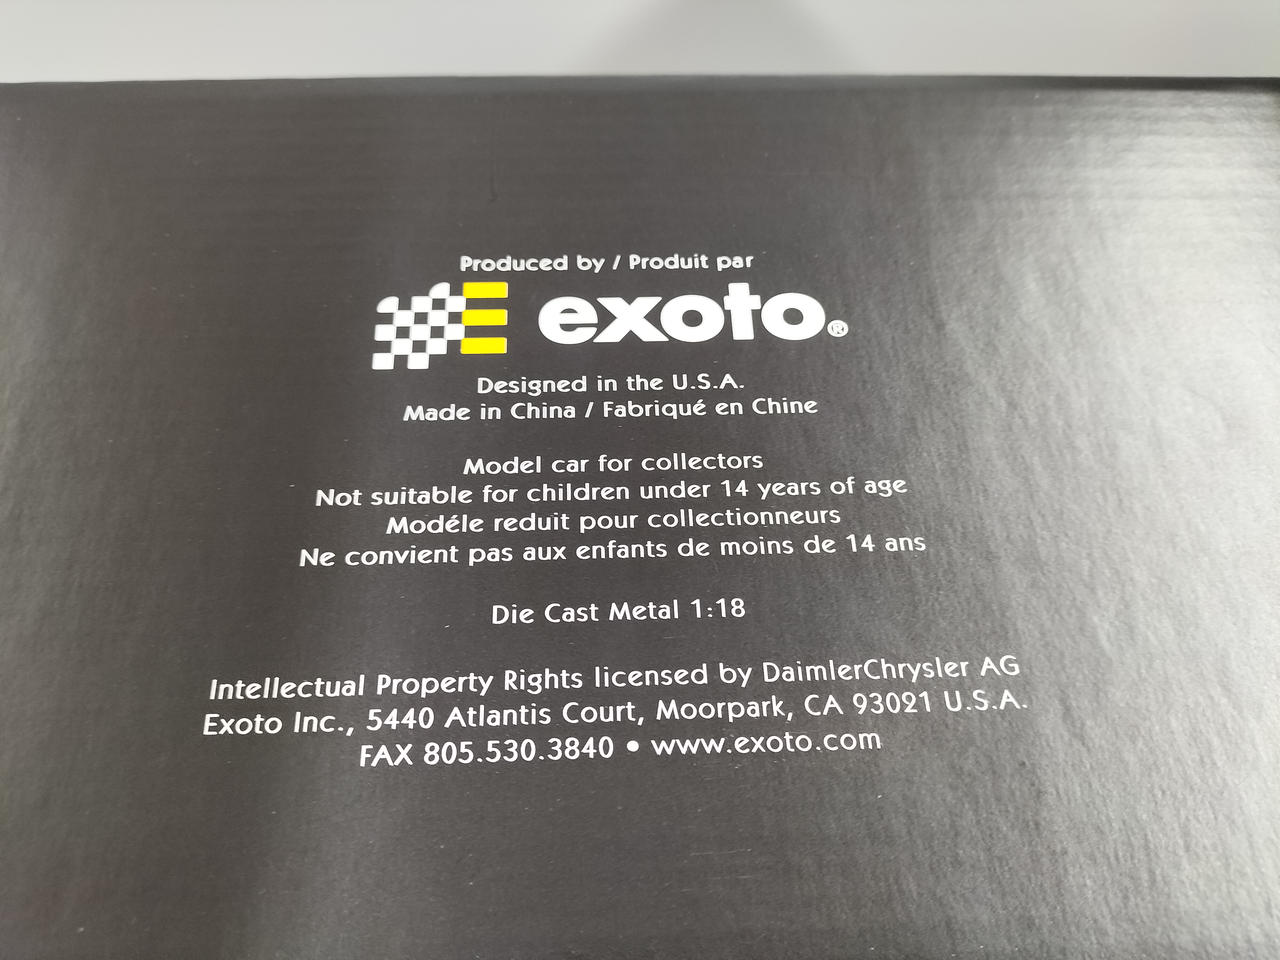 Produced by / Produit par
exoto®
Designed in the U.S.A.
Made in China / Fabriqué en Chine
Model car for collectors
Not suitable for children under 14 years of age
Modéle reduit pour collectionneurs
Ne convient pas aux enfants de moins de 14 ans
Die Cast Metal 1:18
Intellectual Property Rights licensed by DaimlerChrysler AG
Exoto Inc., 5440 Atlantis Court, Moorpark, CA 93021 U.S.A.
FAX 805.530.3840 • www.exoto.com